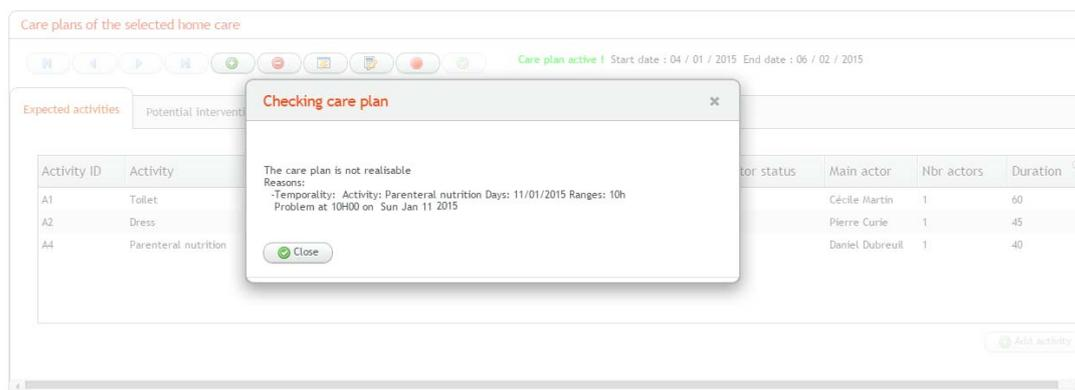 Care plans of the selected home care
Care plan active ! Start date : 04 / 01 / 2015 End date : 06 / 02 / 2015
Expected activities Potential interventi
Checking care plan
The care plan is not realisable
Reasons:
-Temporality: Activity: Parenteral nutrition Days: 11/01/2015 Ranges: 10h
Problem at 10H00 on Sun Jan 11 2015
Close
Activity ID Activity tor status Main actor Nbr actors Duration
A1 Toilet Cécile Martin 1 60
A2 Dress Pierre Curie 1 45
A4 Parenteral nutrition Daniel Dubreuil 1 40
Add activity